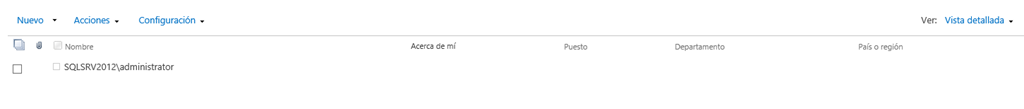 Nuevo Acciones Configuración Ver: Vista detallada
Nombre Acerca de mí Puesto Departamento País o región
SQLSRV2012\administrator